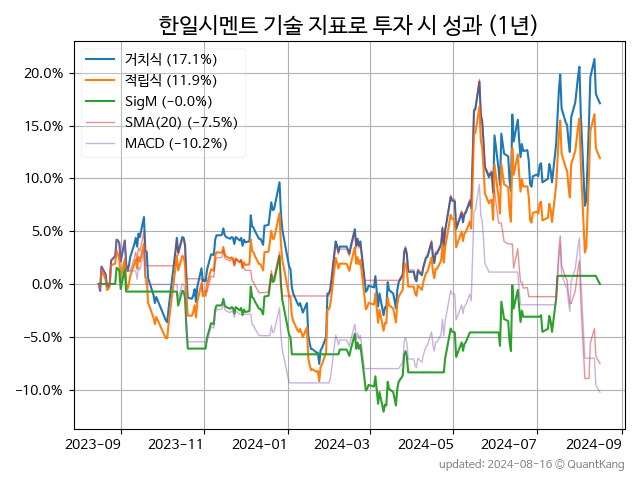 한일시멘트 기술 지표로 투자 시 성과 (1년)
거치식 (17.1%)
적립식 (11.9%)
SigM (−0.0%)
SMA(20) (−7.5%)
MACD (−10.2%)
20.0%
15.0%
10.0%
5.0%
0.0%
−5.0%
−10.0%
2023-09 2023-11 2024-01 2024-03 2024-05 2024-07 2024-09
updated: 2024-08-16 © QuantKang